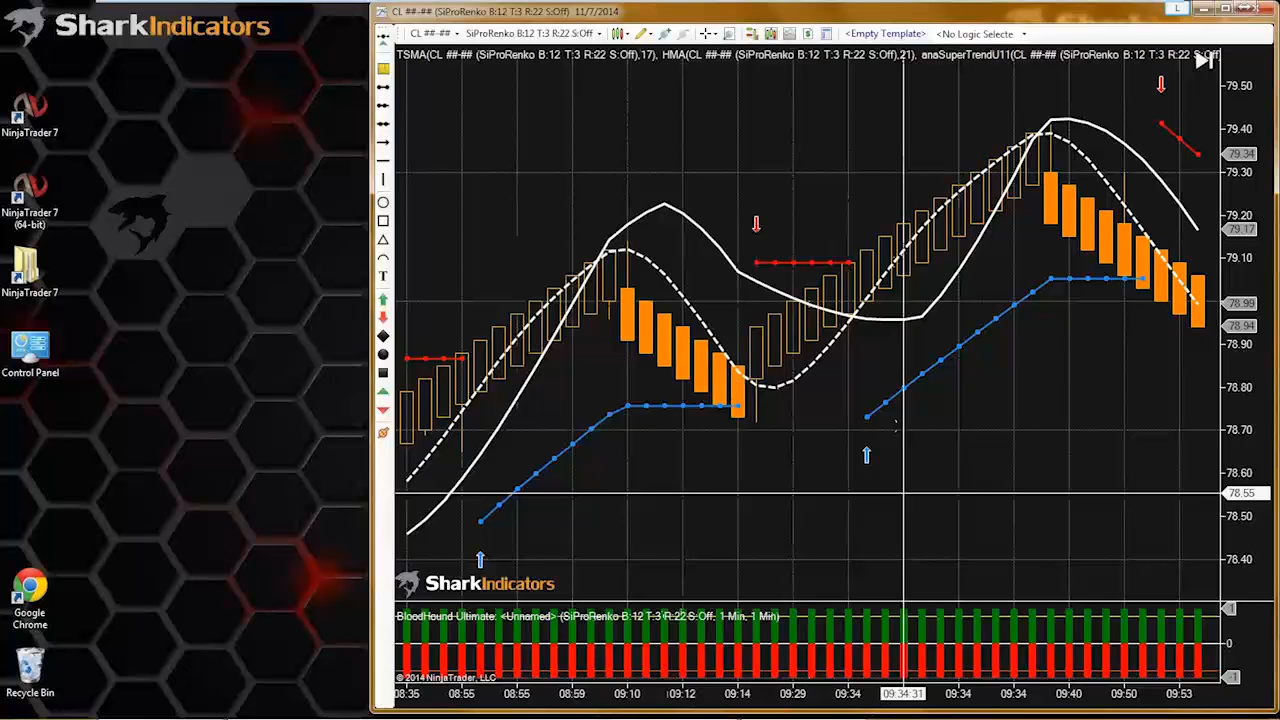 SharkIndicators
NinjaTrader 7
NinjaTrader 7
(64-bit)
NinjaTrader 7
Control Panel
Google
Chrome
Recycle Bin
CL ##-## (SiProRenko B:12 T:3 R:22 S:Off) 11/7/2014
CL ##-## SiProRenko B:12 T:3 R:22 S:Off <Empty Template> <No Logic Selecte
TSMA(CL ##-## (SiProRenko B:12 T:3 R:22 S:Off),17), HMA(CL ##-## (SiProRenko B:12 T:3 R:22 S:Off),21), anaSuperTrendU11(CL ##-## (SiProRenko B:12 T:3 R:22 S:Off)
79.50
79.40
79.34
79.30
79.20
79.17
79.10
78.99
78.94
78.90
78.80
78.70
78.60
78.55
78.50
78.40
T
SharkIndicators
BloodHound Ultimate: <Unnamed> (SiProRenko B:12 T:3 R:22 S:Off, 1 Min, 1 Min)
1
0
-1
© 2014 NinjaTrader, LLC
08:35 08:55 08:55 08:59 09:10 09:12 09:14 09:29 09:34 09:34:31 09:34 09:34 09:40 09:50 09:53